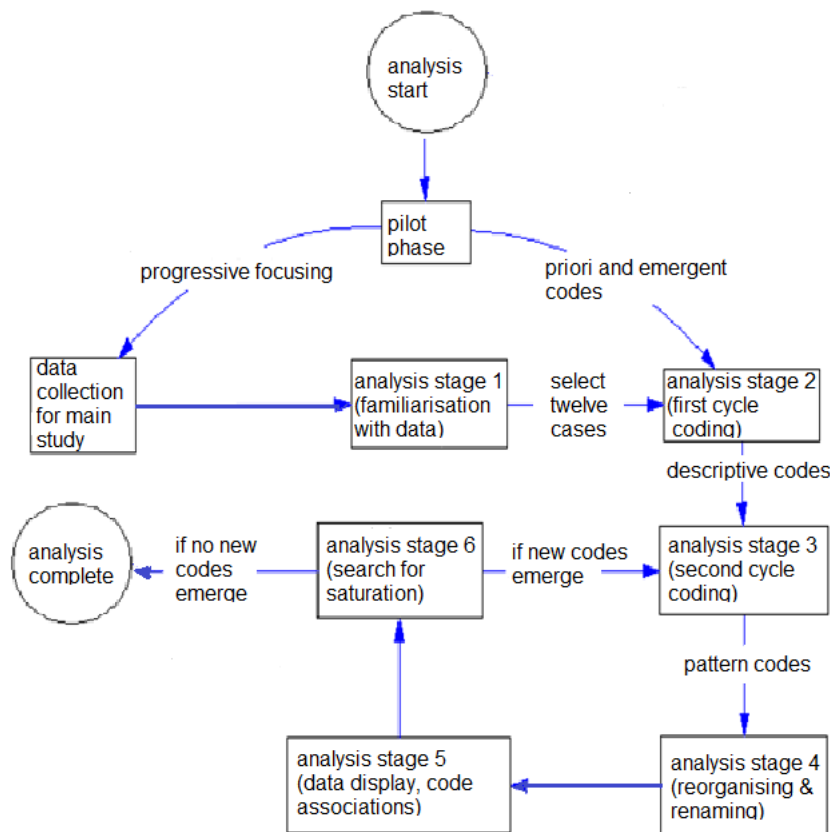 analysis
start
pilot
phase
progressive focusing
priori and emergent
codes
data
collection
for main
study
analysis stage 1
(familiarisation
with data)
select
twelve
cases
analysis stage 2
(first cycle
coding)
descriptive codes
analysis
complete
if no new
codes
emerge
analysis stage 6
(search for
saturation)
if new codes
emerge
analysis stage 3
(second cycle
coding)
pattern codes
analysis stage 5
(data display, code
associations)
analysis stage 4
(reorganising &
renaming)